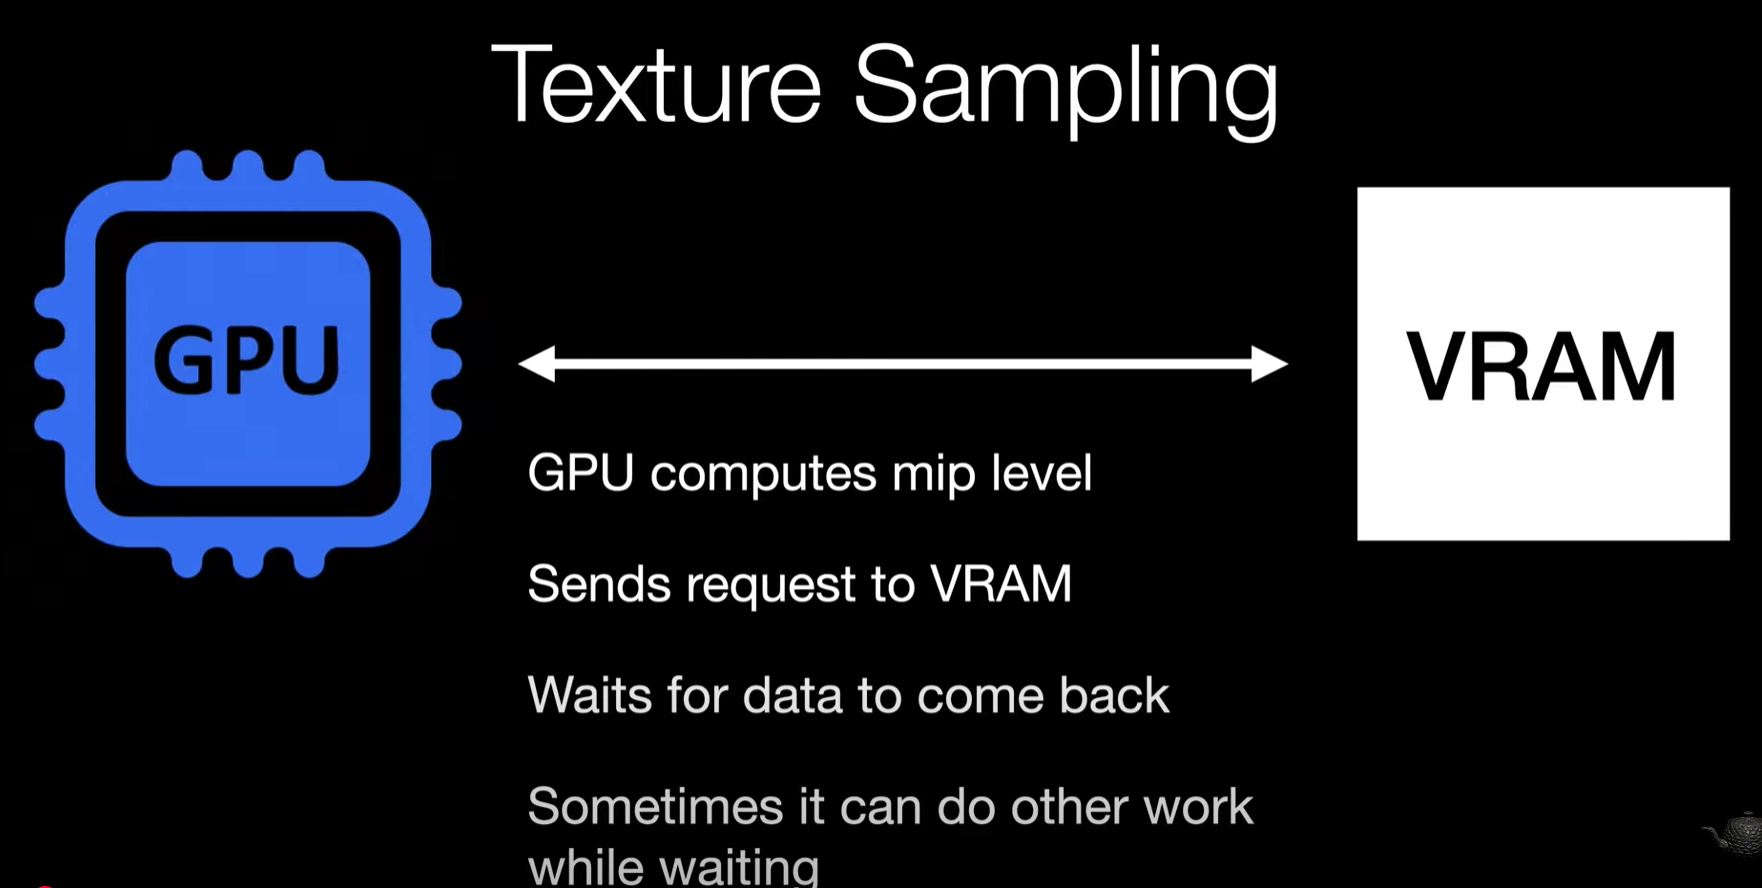 Texture Sampling
GPU
VRAM
GPU computes mip level
Sends request to VRAM
Waits for data to come back
Sometimes it can do other work
while waiting